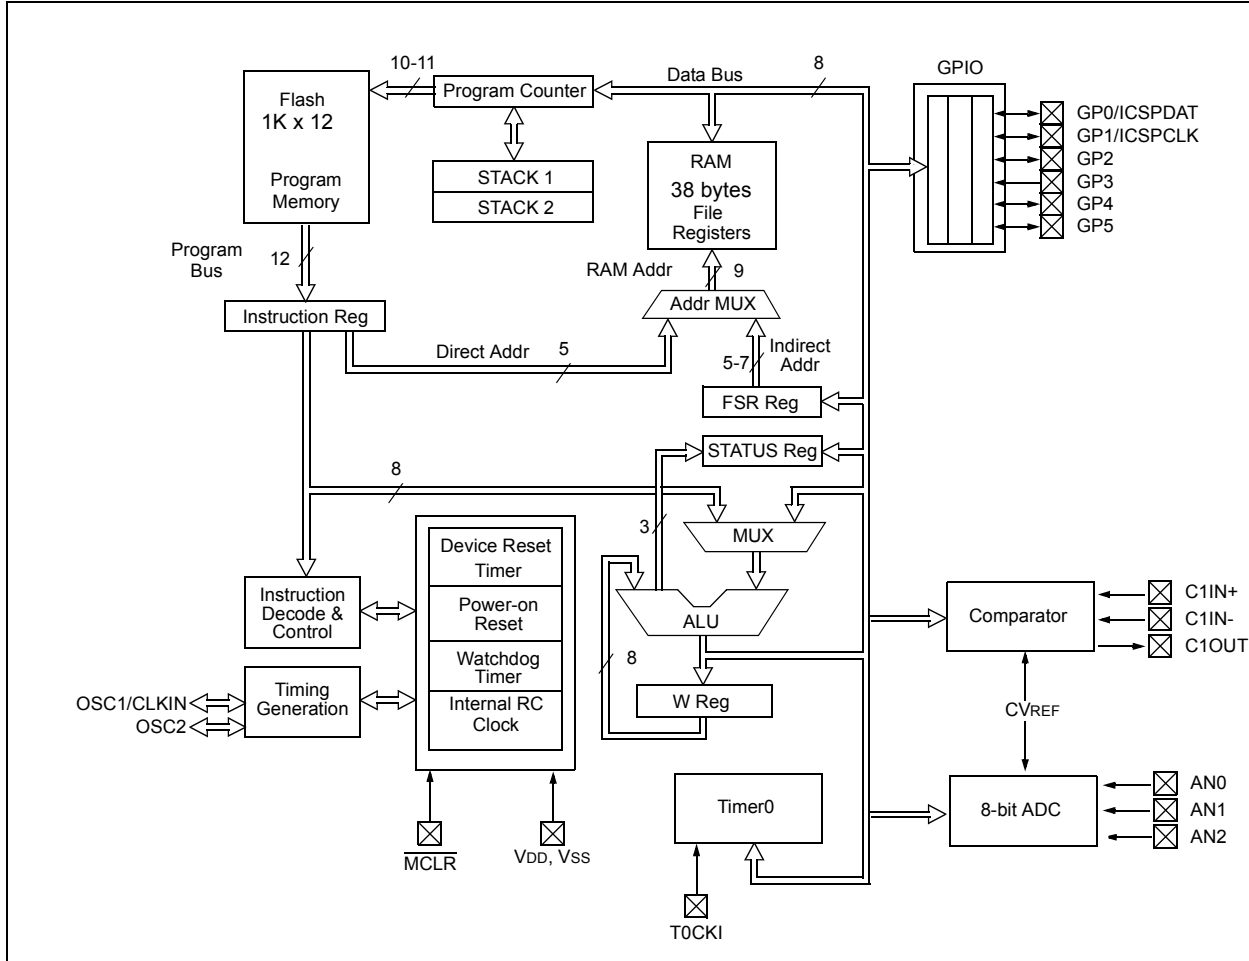 10-11
Data Bus
8
GPIO
Flash
1K x 12
Program
Memory
Program Counter
STACK 1
STACK 2
RAM
38 bytes
File
Registers
GP0/ICSPDAT
GP1/ICSPCLK
GP2
GP3
GP4
GP5
Program
Bus
12
RAM Addr
9
Addr MUX
Instruction Reg
Direct Addr
5
5-7
Indirect
Addr
FSR Reg
STATUS Reg
8
3
MUX
Device Reset
Timer
Power-on
Reset
Watchdog
Timer
Internal RC
Clock
Instruction
Decode &
Control
ALU
8
W Reg
Comparator
C1IN+
C1IN-
C1OUT
OSC1/CLKIN
OSC2
Timing
Generation
CVREF
MCLR
VDD, VSS
Timer0
T0CKI
8-bit ADC
AN0
AN1
AN2